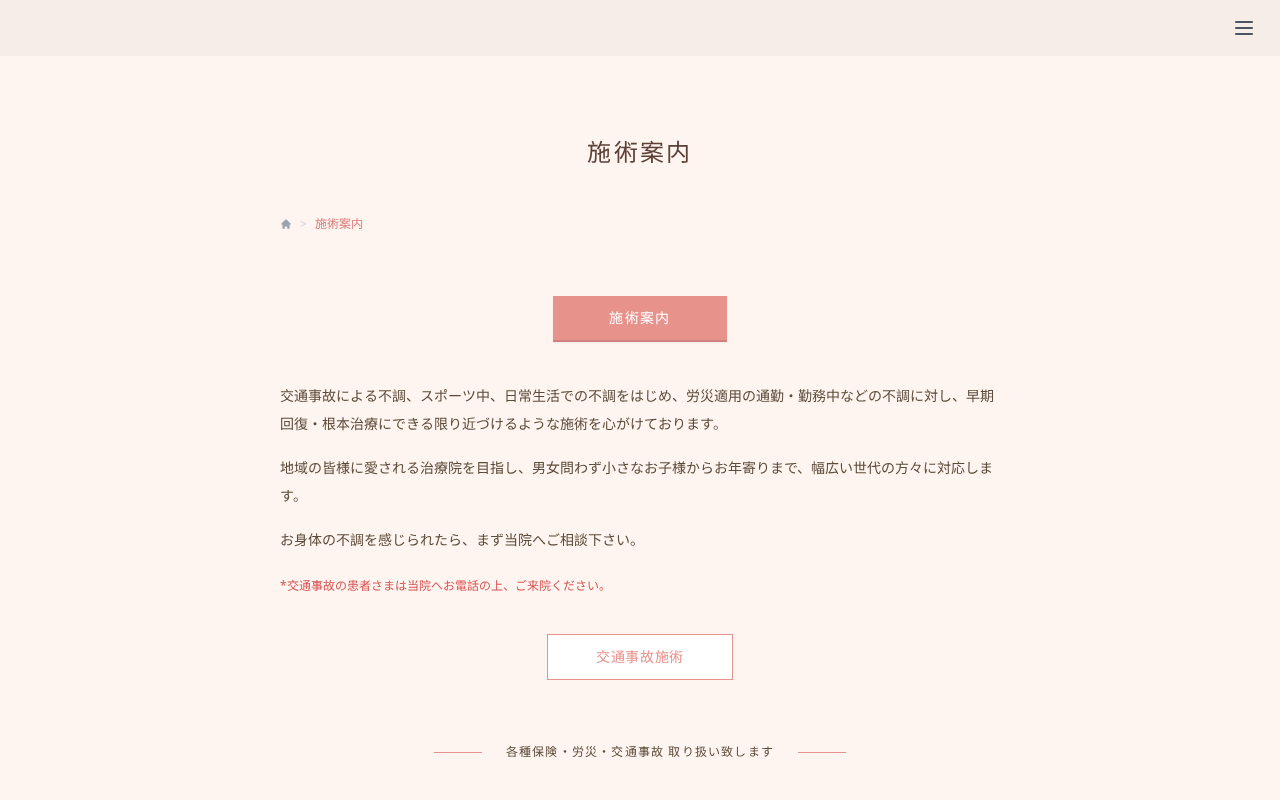 施術案内
> 施術案内
施術案内
交通事故による不調、スポーツ中、日常生活での不調をはじめ、労災適用の通勤・勤務中などの不調に対し、早期
回復・根本治療にできる限り近づけるような施術を心がけております。
地域の皆様に愛される治療院を目指し、男女問わず小さなお子様からお年寄りまで、幅広い世代の方々に対応しま
す。
お身体の不調を感じられたら、まず当院へご相談下さい。
*交通事故の患者さまは当院へお電話の上、ご来院ください。
交通事故施術
各種保険・労災・交通事故 取り扱い致します